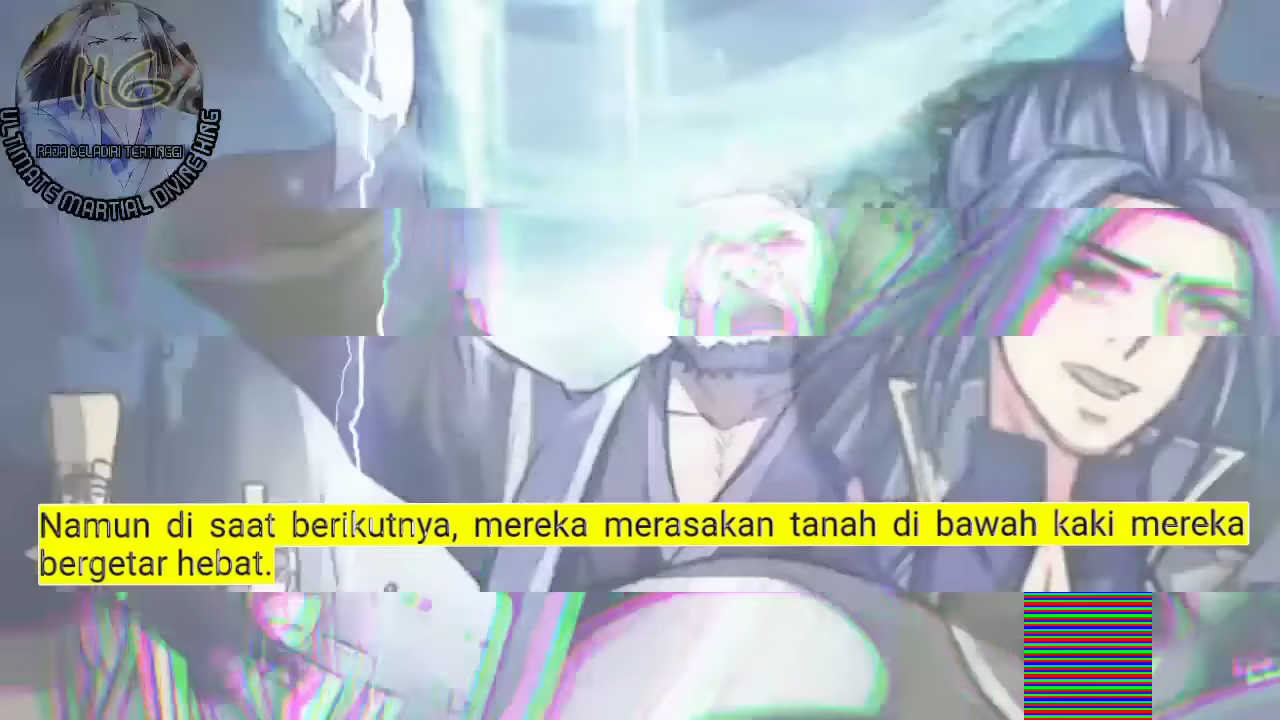 116
RAJA BELADIRI TERTINGGI
ULTIMATE MARTIAL DIVINE KING
Namun di saat berikutnya, mereka merasakan tanah di bawah kaki mereka
bergetar hebat.